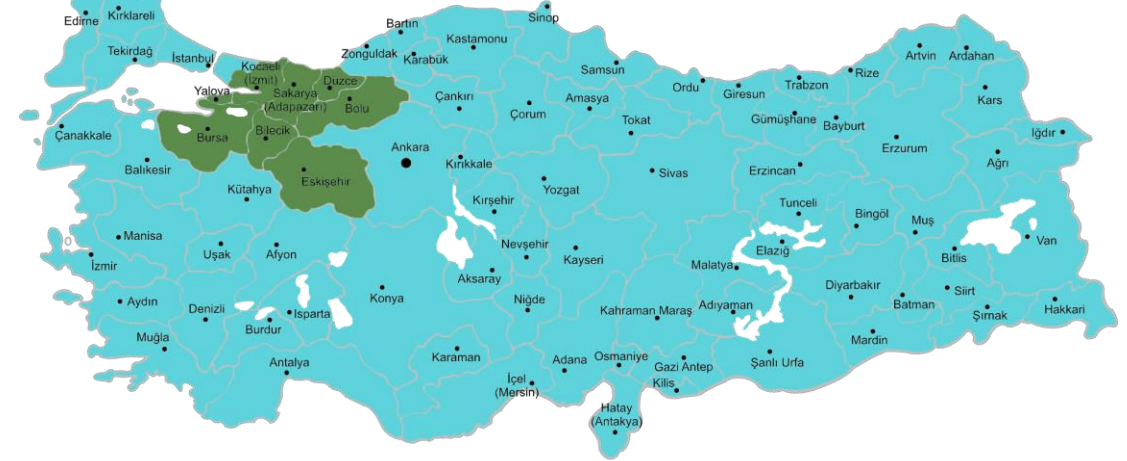 Edirne
Kırklareli
Tekirdağ
İstanbul
Kocaeli
(İzmit)
Yalova
Sakarya
(Adapazarı)
Düzce
Bolu
Zonguldak
Bartın
Karabük
Kastamonu
Sinop
Samsun
Ordu
Giresun
Trabzon
Rize
Artvin
Ardahan
Kars
Iğdır
Ağrı
Erzurum
Bayburt
Gümüşhane
Tokat
Amasya
Çorum
Çankırı
Ankara
Kırıkkale
Çanakkale
Balıkesir
Bursa
Bilecik
Eskişehir
Kütahya
Kırşehir
Yozgat
Sivas
Erzincan
Tunceli
Bingöl
Muş
Bitlis
Van
Manisa
İzmir
Uşak
Afyon
Aksaray
Nevşehir
Kayseri
Malatya
Elazığ
Diyarbakır
Batman
Siirt
Şırnak
Hakkari
Aydın
Denizli
Burdur
Isparta
Konya
Niğde
Kahraman Maraş
Adıyaman
Mardin
Muğla
Antalya
Karaman
İçel
(Mersin)
Adana
Osmaniye
Gazi Antep
Kilis
Şanlı Urfa
Hatay
(Antakya)